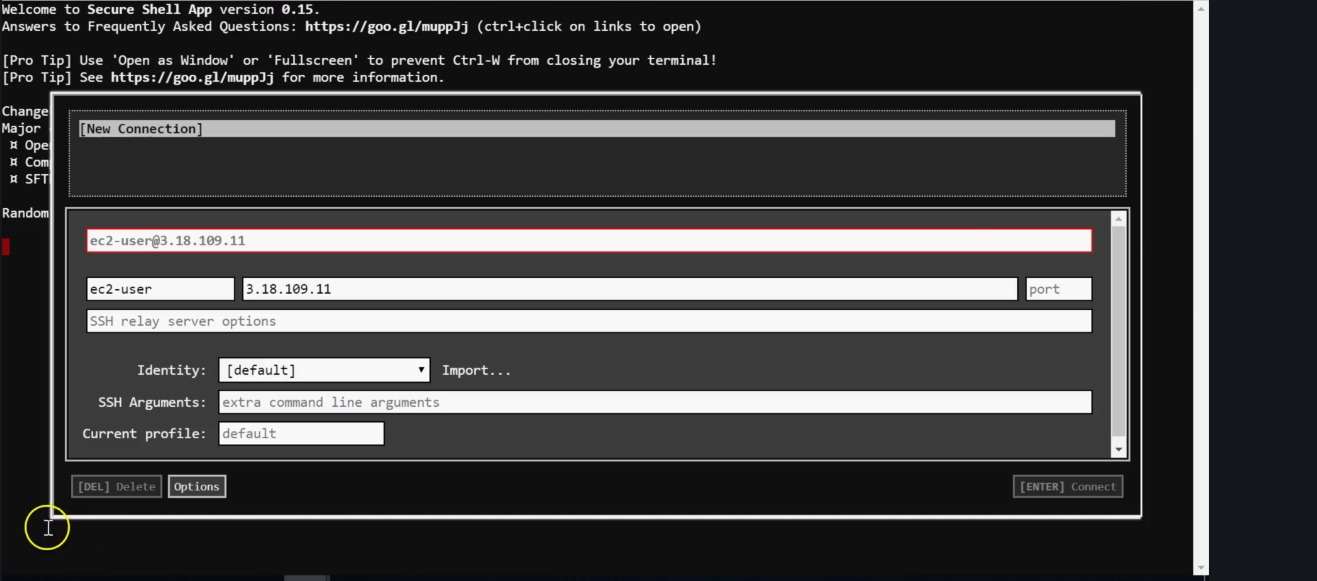 Welcome to Secure Shell App version 0.15.
Answers to Frequently Asked Questions: https://goo.gl/muppJj (ctrl+click on links to open)
[Pro Tip] Use 'Open as Window' or 'Fullscreen' to prevent Ctrl-W from closing your terminal!
[Pro Tip] See https://goo.gl/muppJj for more information.
Change
Major
¤ Ope
¤ Com
¤ SFT
Random
[New Connection]
ec2-user@3.18.109.11
ec2-user 3.18.109.11 port
SSH relay server options
Identity: [default] Import...
SSH Arguments: extra command line arguments
Current profile: default
[DEL] Delete Options [ENTER] Connect